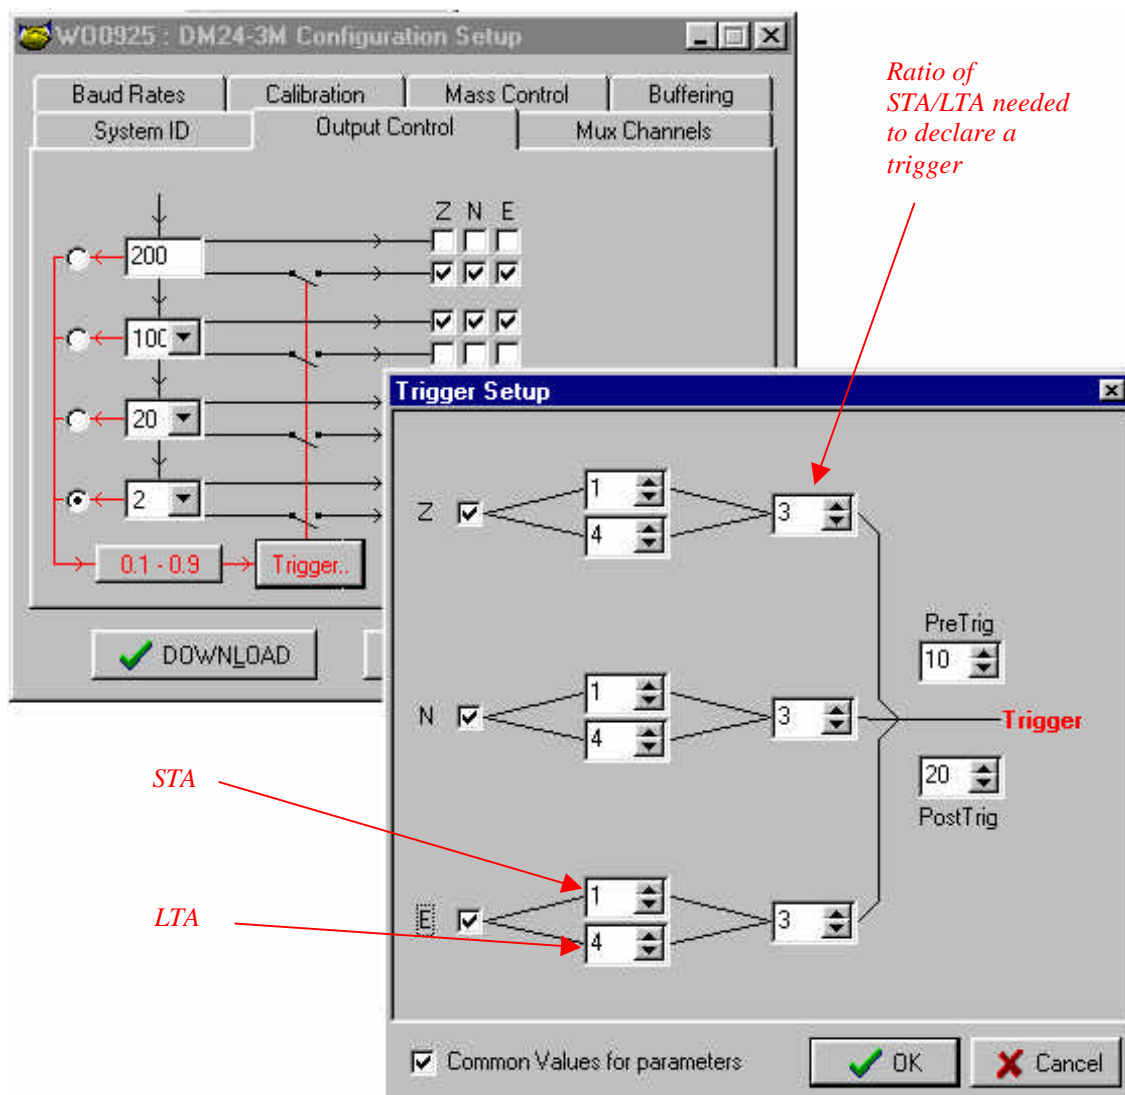 W00925 : DM24-3M Configuration Setup
Baud Rates
Calibration
Mass Control
Buffering
System ID
Output Control
Mux Channels
Ratio of
STA/LTA needed
to declare a
trigger
Z N E
200
100
20
2
0.1 - 0.9
Trigger..
DOWNLOAD
Trigger Setup
Z
1
4
3
PreTrig
10
N
1
4
3
Trigger
20
PostTrig
STA
LTA
E
1
4
3
Common Values for parameters
OK
Cancel